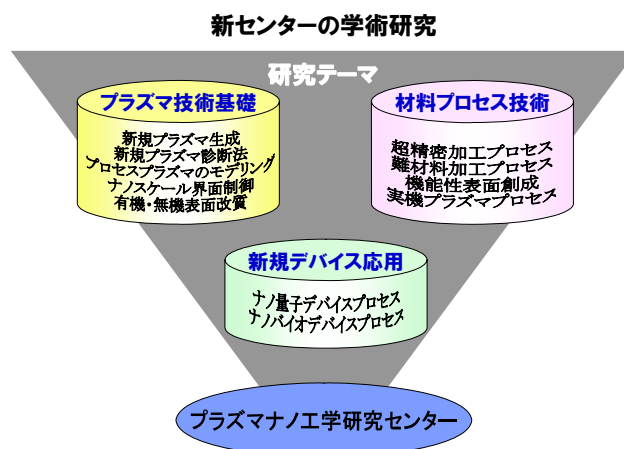 新センターの学術研究
研究テーマ
プラズマ技術基礎
新規プラズマ生成
新規プラズマ診断法
プロセスプラズマのモデリング
ナノスケール界面制御
有機・無機表面改質
材料プロセス技術
超精密加工プロセス
難材料加工プロセス
機能性表面創成
実機プラズマプロセス
新規デバイス応用
ナノ量子デバイスプロセス
ナノバイオデバイスプロセス
プラズマナノ工学研究センター